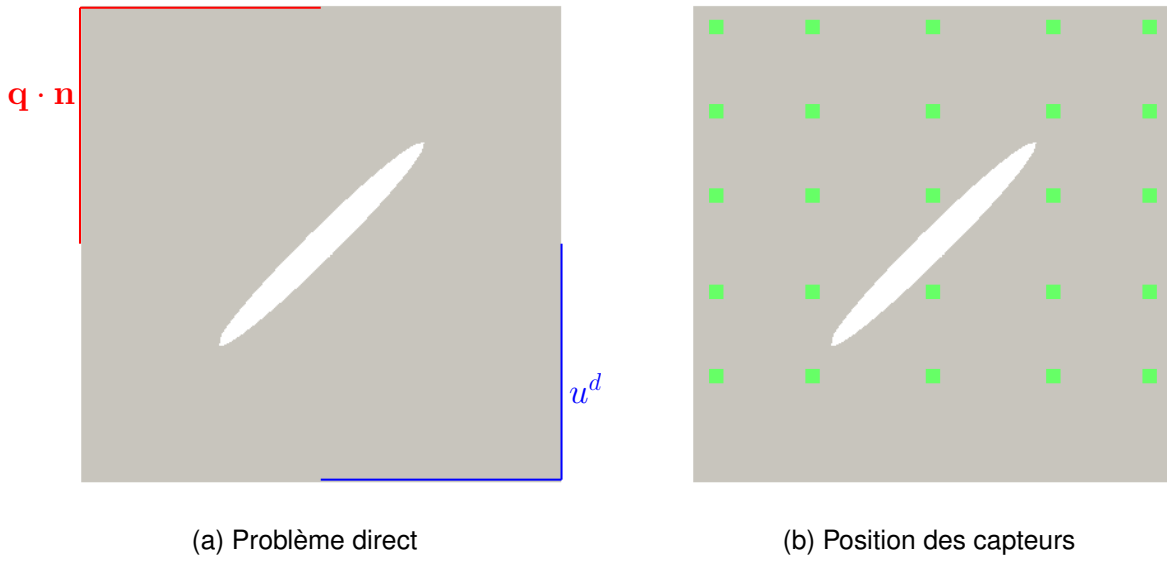 q · n
u^d
(a) Problème direct
(b) Position des capteurs